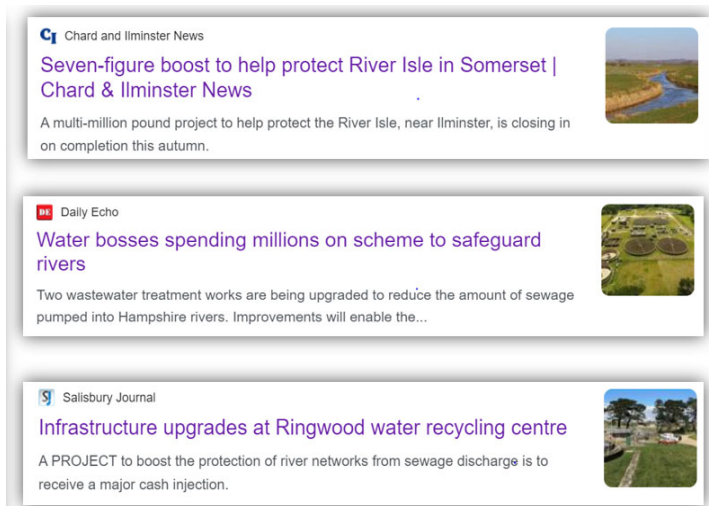 CI Chard and Ilminster News
Seven-figure boost to help protect River Isle in Somerset |
Chard & Ilminster News
A multi-million pound project to help protect the River Isle, near Ilminster, is closing in
on completion this autumn.
DE Daily Echo
Water bosses spending millions on scheme to safeguard
rivers
Two wastewater treatment works are being upgraded to reduce the amount of sewage
pumped into Hampshire rivers. Improvements will enable the...
SJ Salisbury Journal
Infrastructure upgrades at Ringwood water recycling centre
A PROJECT to boost the protection of river networks from sewage discharge is to
receive a major cash injection.